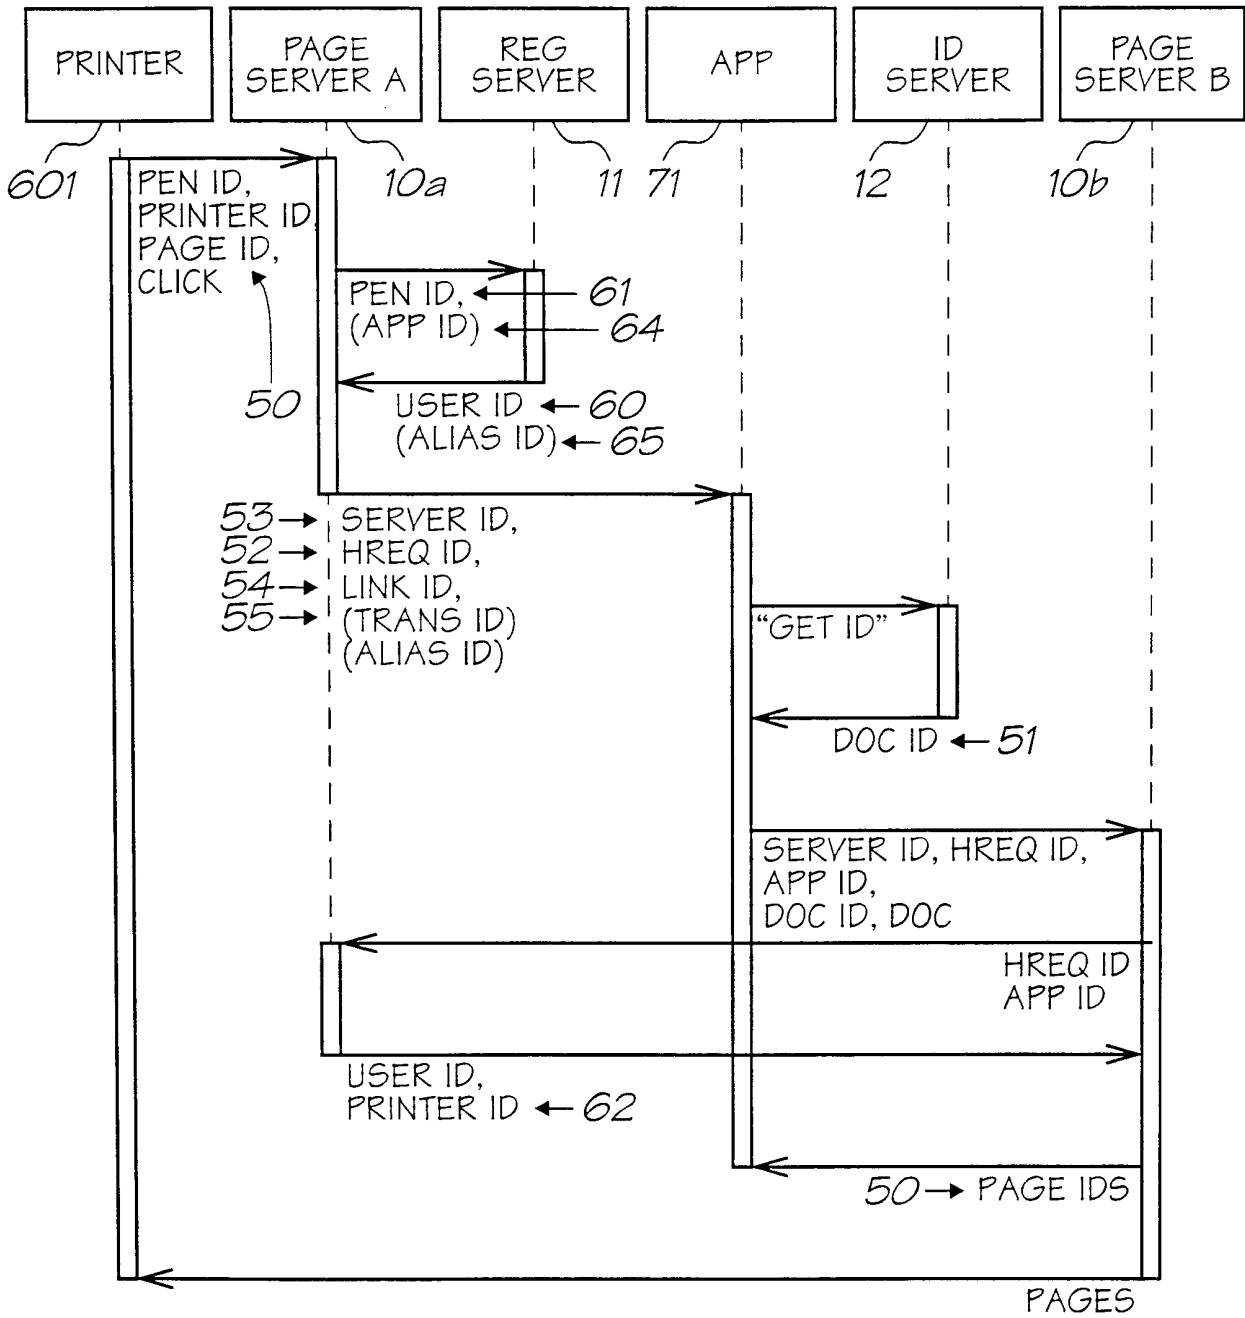 PRINTER
PAGE
SERVER A
REG
SERVER
APP
ID
SERVER
PAGE
SERVER B
601
10a
11
71
12
10b
PEN ID,
PRINTER ID,
PAGE ID,
CLICK
50
PEN ID, 61
(APP ID) 64
USER ID 60
(ALIAS ID) 65
53 SERVER ID,
52 HREQ ID,
54 LINK ID,
55 (TRANS ID)
(ALIAS ID)
"GET ID"
DOC ID 51
SERVER ID, HREQ ID,
APP ID,
DOC ID, DOC
HREQ ID
APP ID
USER ID,
PRINTER ID 62
50 PAGE IDS
PAGES